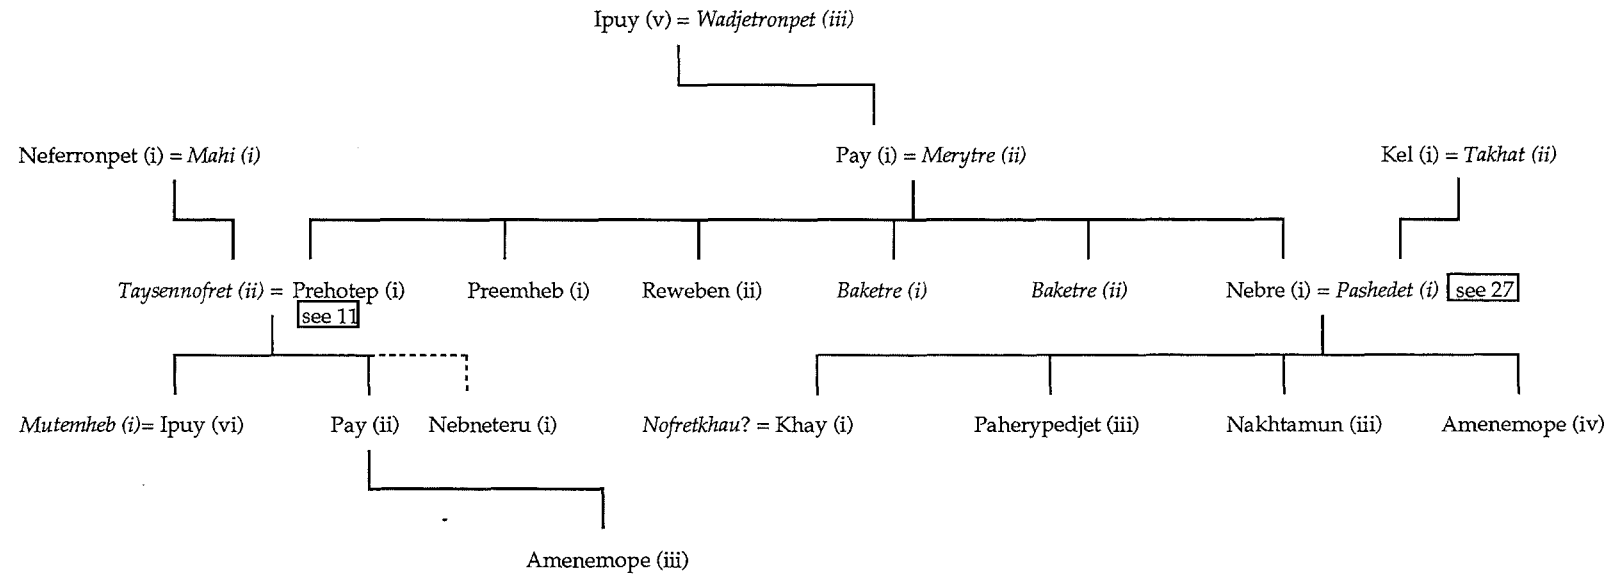 Ipuy (v) = Wadjetronpet (iii)
Neferronpet (i) = Mahi (i) Pay (i) = Merytre (ii) Kel (i) = Takhat (ii)
Taysennofret (ii) = Prehotep (i) Preemheb (i) Reweben (ii) Baketre (i) Baketre (ii) Nebre (i) = Pashedet (i) see 27
see 11
Mutemheb (i)= Ipuy (vi) Pay (ii) Nebneteru (i) Nofretkhau? = Khay (i) Paherypedjet (iii) Nakhtamun (iii) Amenemope (iv)
Amenemope (iii)